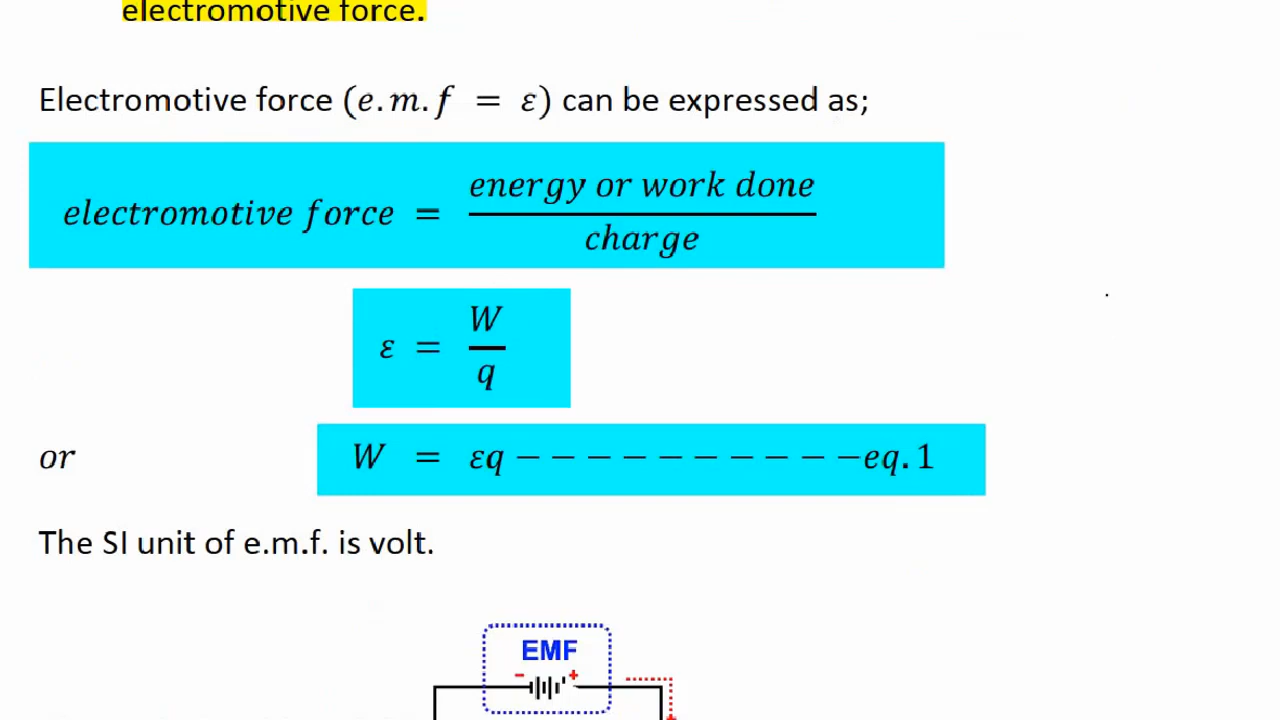 electromotive force.
Electromotive force (e.m.f = ε) can be expressed as;
electromotive force = energy or work done / charge
ε = W / q
or W = εq − − − − − − − − − − −eq. 1
The SI unit of e.m.f. is volt.
EMF
− +